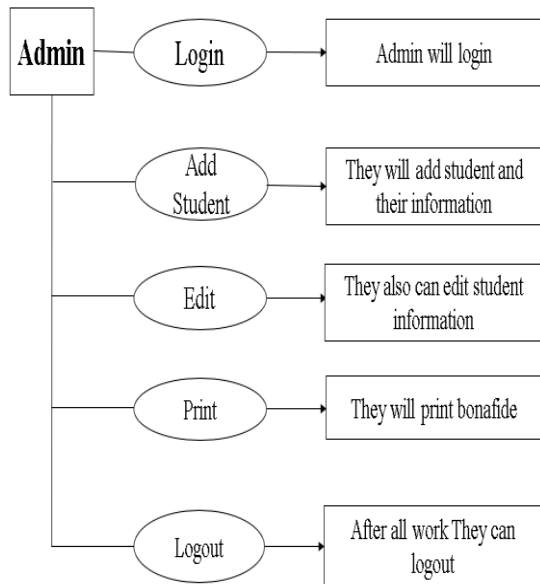 Admin
Login
Admin will login
Add
Student
They will add student and
their information
Edit
They also can edit student
information
Print
They will print bonafide
Logout
After all work They can
logout